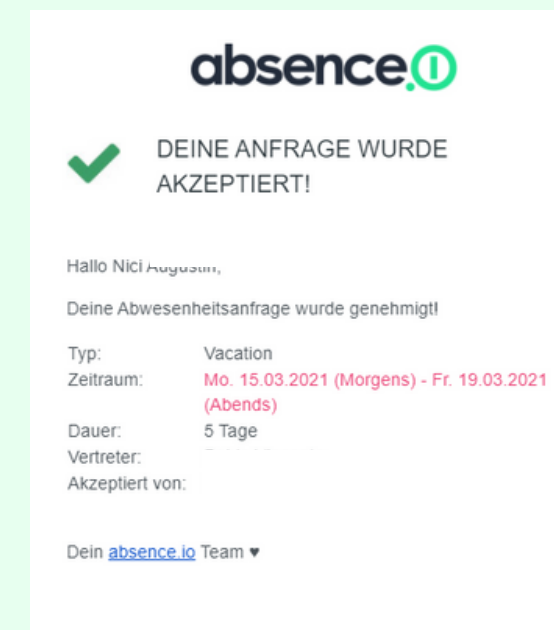 absence.io
DEINE ANFRAGE WURDE
AKZEPTIERT!
Hallo Nici
Deine Abwesenheitsanfrage wurde genehmigt!
Typ: Vacation
Zeitraum: Mo. 15.03.2021 (Morgens) - Fr. 19.03.2021
(Abends)
Dauer: 5 Tage
Vertreter:
Akzeptiert von:
Dein absence.io Team ♥